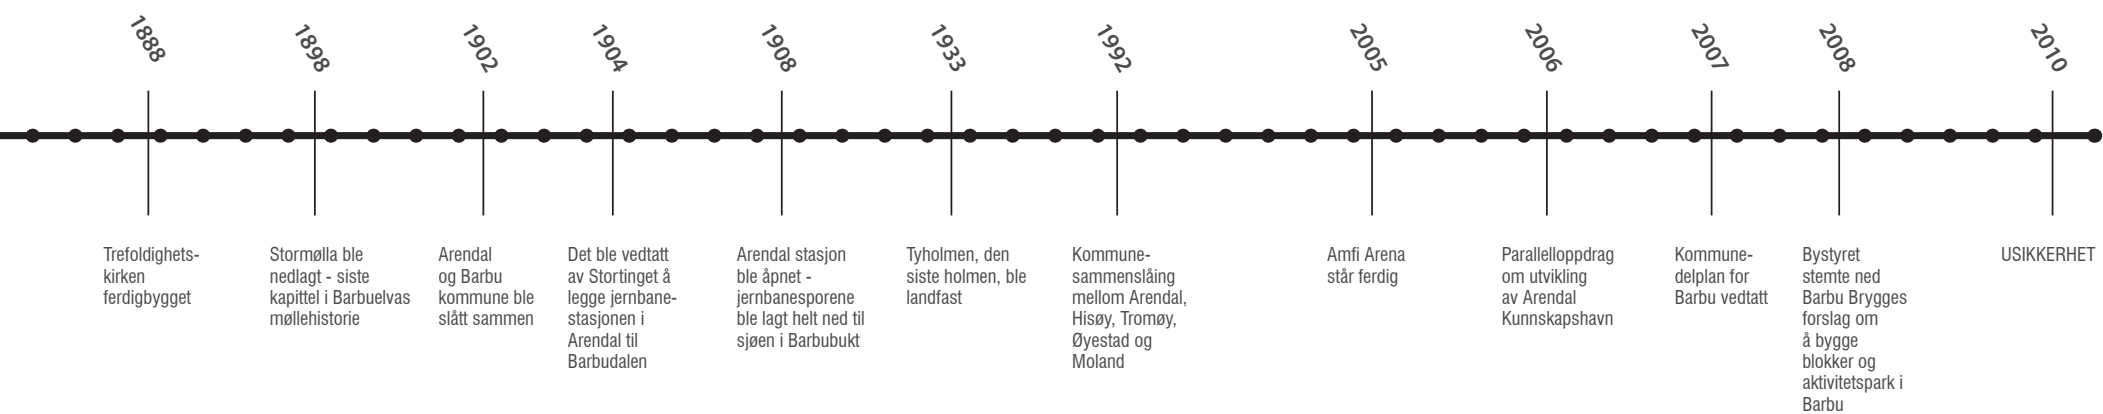 1888
1898
1902
1904
1908
1933
1992
2005
2006
2007
2008
2010
Trefoldighets-
kirken
ferdigbygget
Stormølla ble
nedlagt - siste
kapittel i Barbuelvas
møllehistorie
Arendal
og Barbu
kommune ble
slått sammen
Det ble vedtatt
av Stortinget å
legge jernbane-
stasjonen i
Arendal til
Barbudalen
Arendal stasjon
ble åpnet -
jernbanesporene
ble lagt helt ned til
sjøen i Barbubukt
Tyholmen, den
siste holmen, ble
landfast
Kommune-
sammenslåing
mellom Arendal,
Hisøy, Tromøy,
Øyestad og
Moland
Amfi Arena
står ferdig
Parallelloppdrag
om utvikling
av Arendal
Kunnskapshavn
Kommune-
delplan for
Barbu vedtatt
Bystyret
stemte ned
Barbu Brygges
forslag om
å bygge
blokker og
aktivitetspark i
Barbu
USIKKERHET